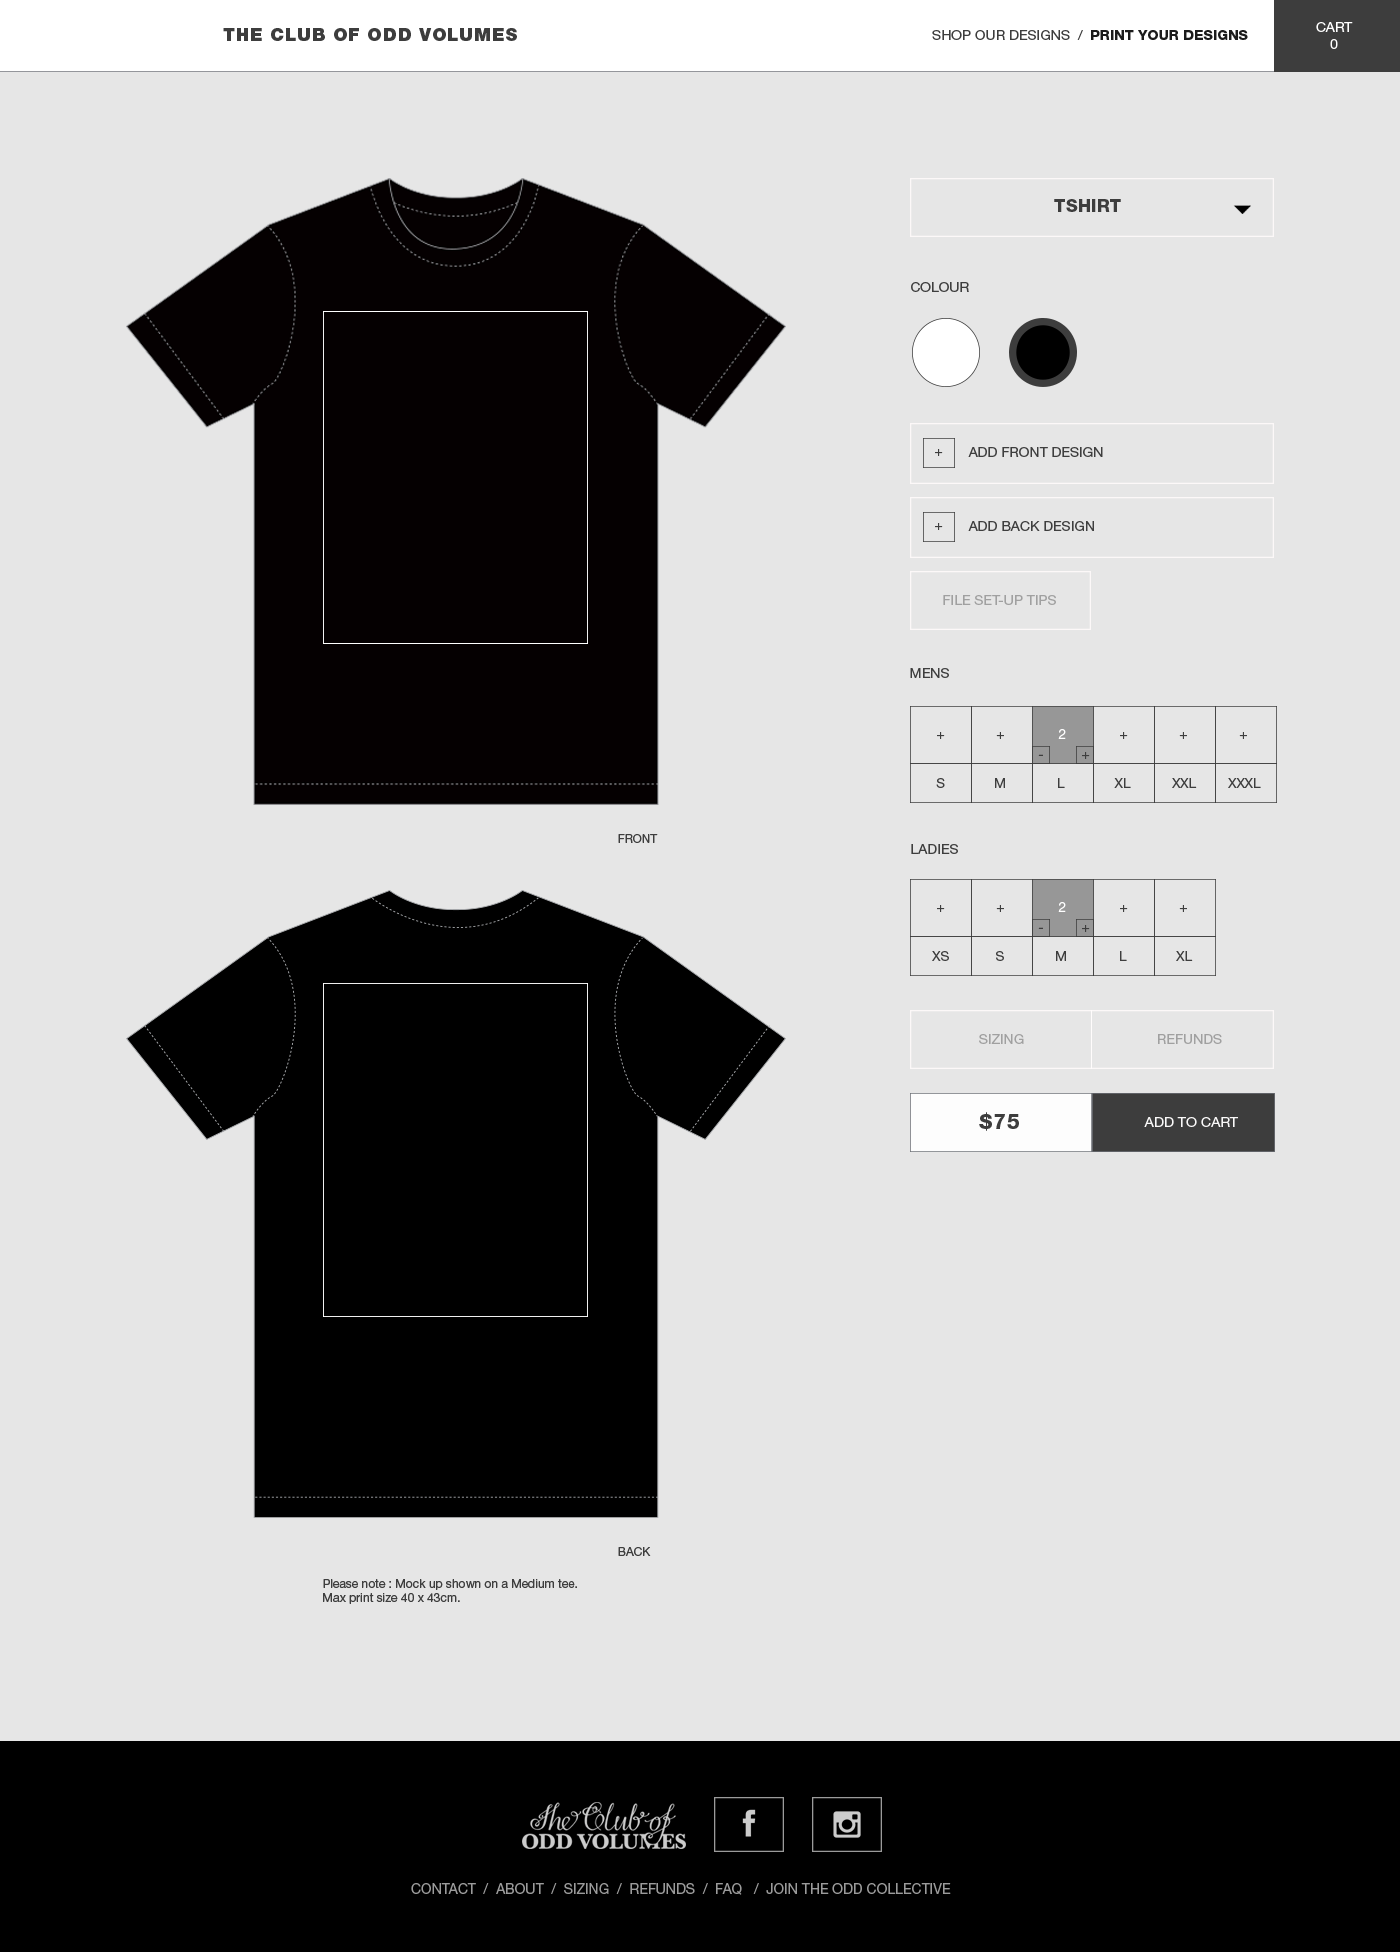 THE CLUB OF ODD VOLUMES
SHOP OUR DESIGNS / PRINT YOUR DESIGNS
CART
0
TSHIRT
COLOUR
+ ADD FRONT DESIGN
+ ADD BACK DESIGN
FILE SET-UP TIPS
MENS
+ + 2 + + +
- +
S M L XL XXL XXXL
FRONT
LADIES
+ + 2 + +
- +
XS S M L XL
SIZING REFUNDS
$75 ADD TO CART
BACK
Please note : Mock up shown on a Medium tee.
Max print size 40 x 43cm.
The Club of
ODD VOLUMES
f
CONTACT / ABOUT / SIZING / REFUNDS / FAQ / JOIN THE ODD COLLECTIVE